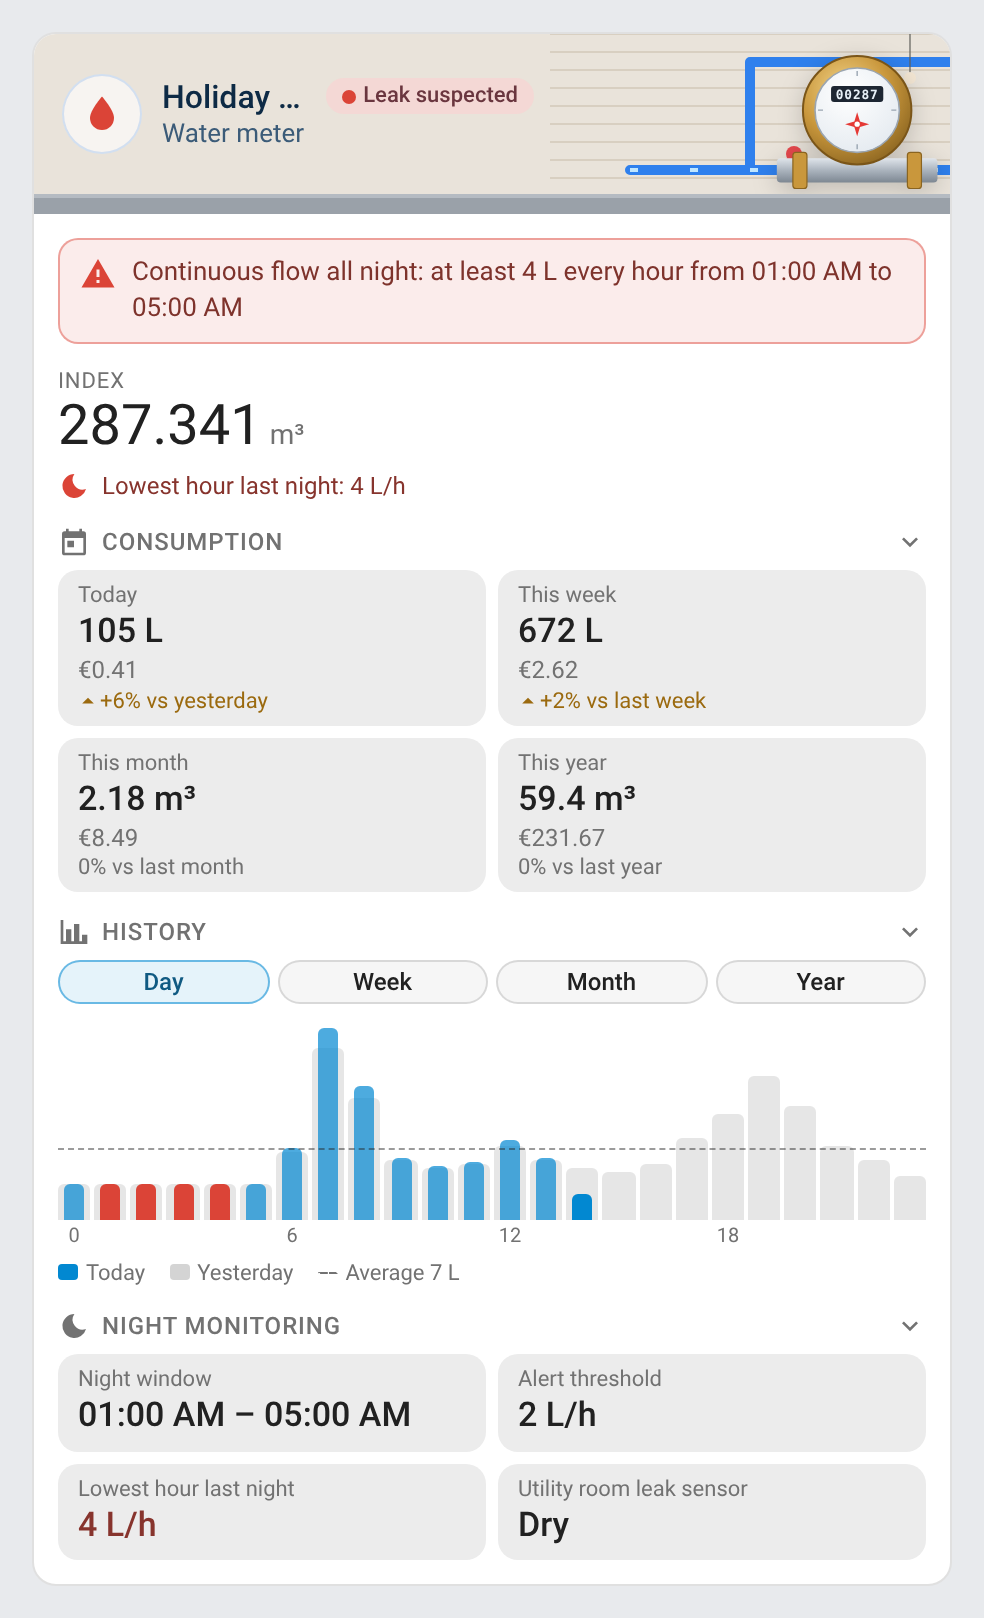 Holiday ...
Leak suspected
Water meter
00287
Continuous flow all night: at least 4 L every hour from 01:00 AM to
05:00 AM
INDEX
287.341 m³
Lowest hour last night: 4 L/h
CONSUMPTION
Today
105 L
€0.41
+6% vs yesterday
This week
672 L
€2.62
+2% vs last week
This month
2.18 m³
€8.49
0% vs last month
This year
59.4 m³
€231.67
0% vs last year
HISTORY
Day Week Month Year
0 6 12 18
Today Yesterday Average 7 L
NIGHT MONITORING
Night window
01:00 AM – 05:00 AM
Alert threshold
2 L/h
Lowest hour last night
4 L/h
Utility room leak sensor
Dry